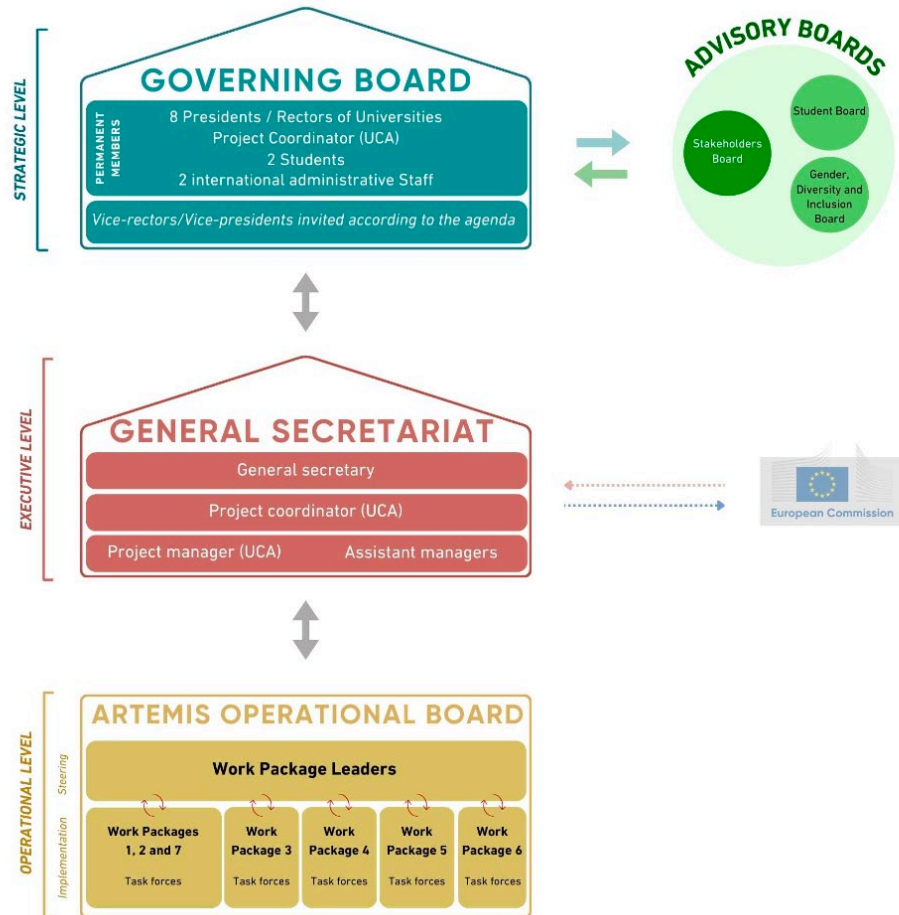 STRATEGIC LEVEL
GOVERNING BOARD
PERMANENT
MEMBERS
8 Presidents / Rectors of Universities
Project Coordinator (UCA)
2 Students
2 international administrative Staff
Vice-rectors/Vice-presidents invited according to the agenda
ADVISORY BOARDS
Stakeholders
Board
Student Board
Gender,
Diversity and
Inclusion
Board
EXECUTIVE LEVEL
GENERAL SECRETARIAT
General secretary
Project coordinator (UCA)
Project manager (UCA)
Assistant managers
European Commission
OPERATIONAL LEVEL
ARTEMIS OPERATIONAL BOARD
Steering
Work Package Leaders
Implementation
Work Packages
1, 2 and 7
Task forces
Work
Package 3
Task forces
Work
Package 4
Task forces
Work
Package 5
Task forces
Work
Package 6
Task forces